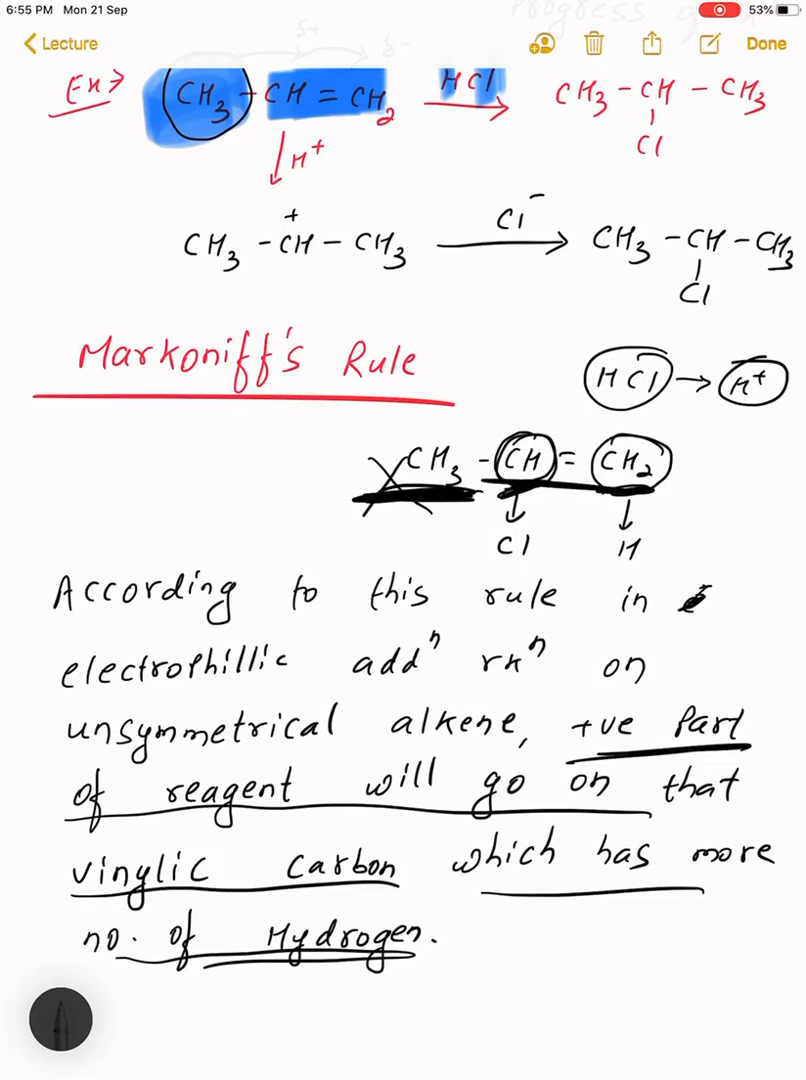 6:55 PM Mon 21 Sep
53%
Lecture
Done
Ex> CH3 - CH = CH2 HCl CH3 - CH - CH3
Cl
H+
CH3 - CH+ - CH3 Cl- CH3 - CH - CH3
Cl
Markoniff's Rule
HCl → H+
CH3 - CH = CH2
Cl H
According to this rule in
electrophillic addn rxn on
unsymmetrical alkene, +ve part
of reagent will go on that
vinylic carbon which has more
no. of Hydrogen.